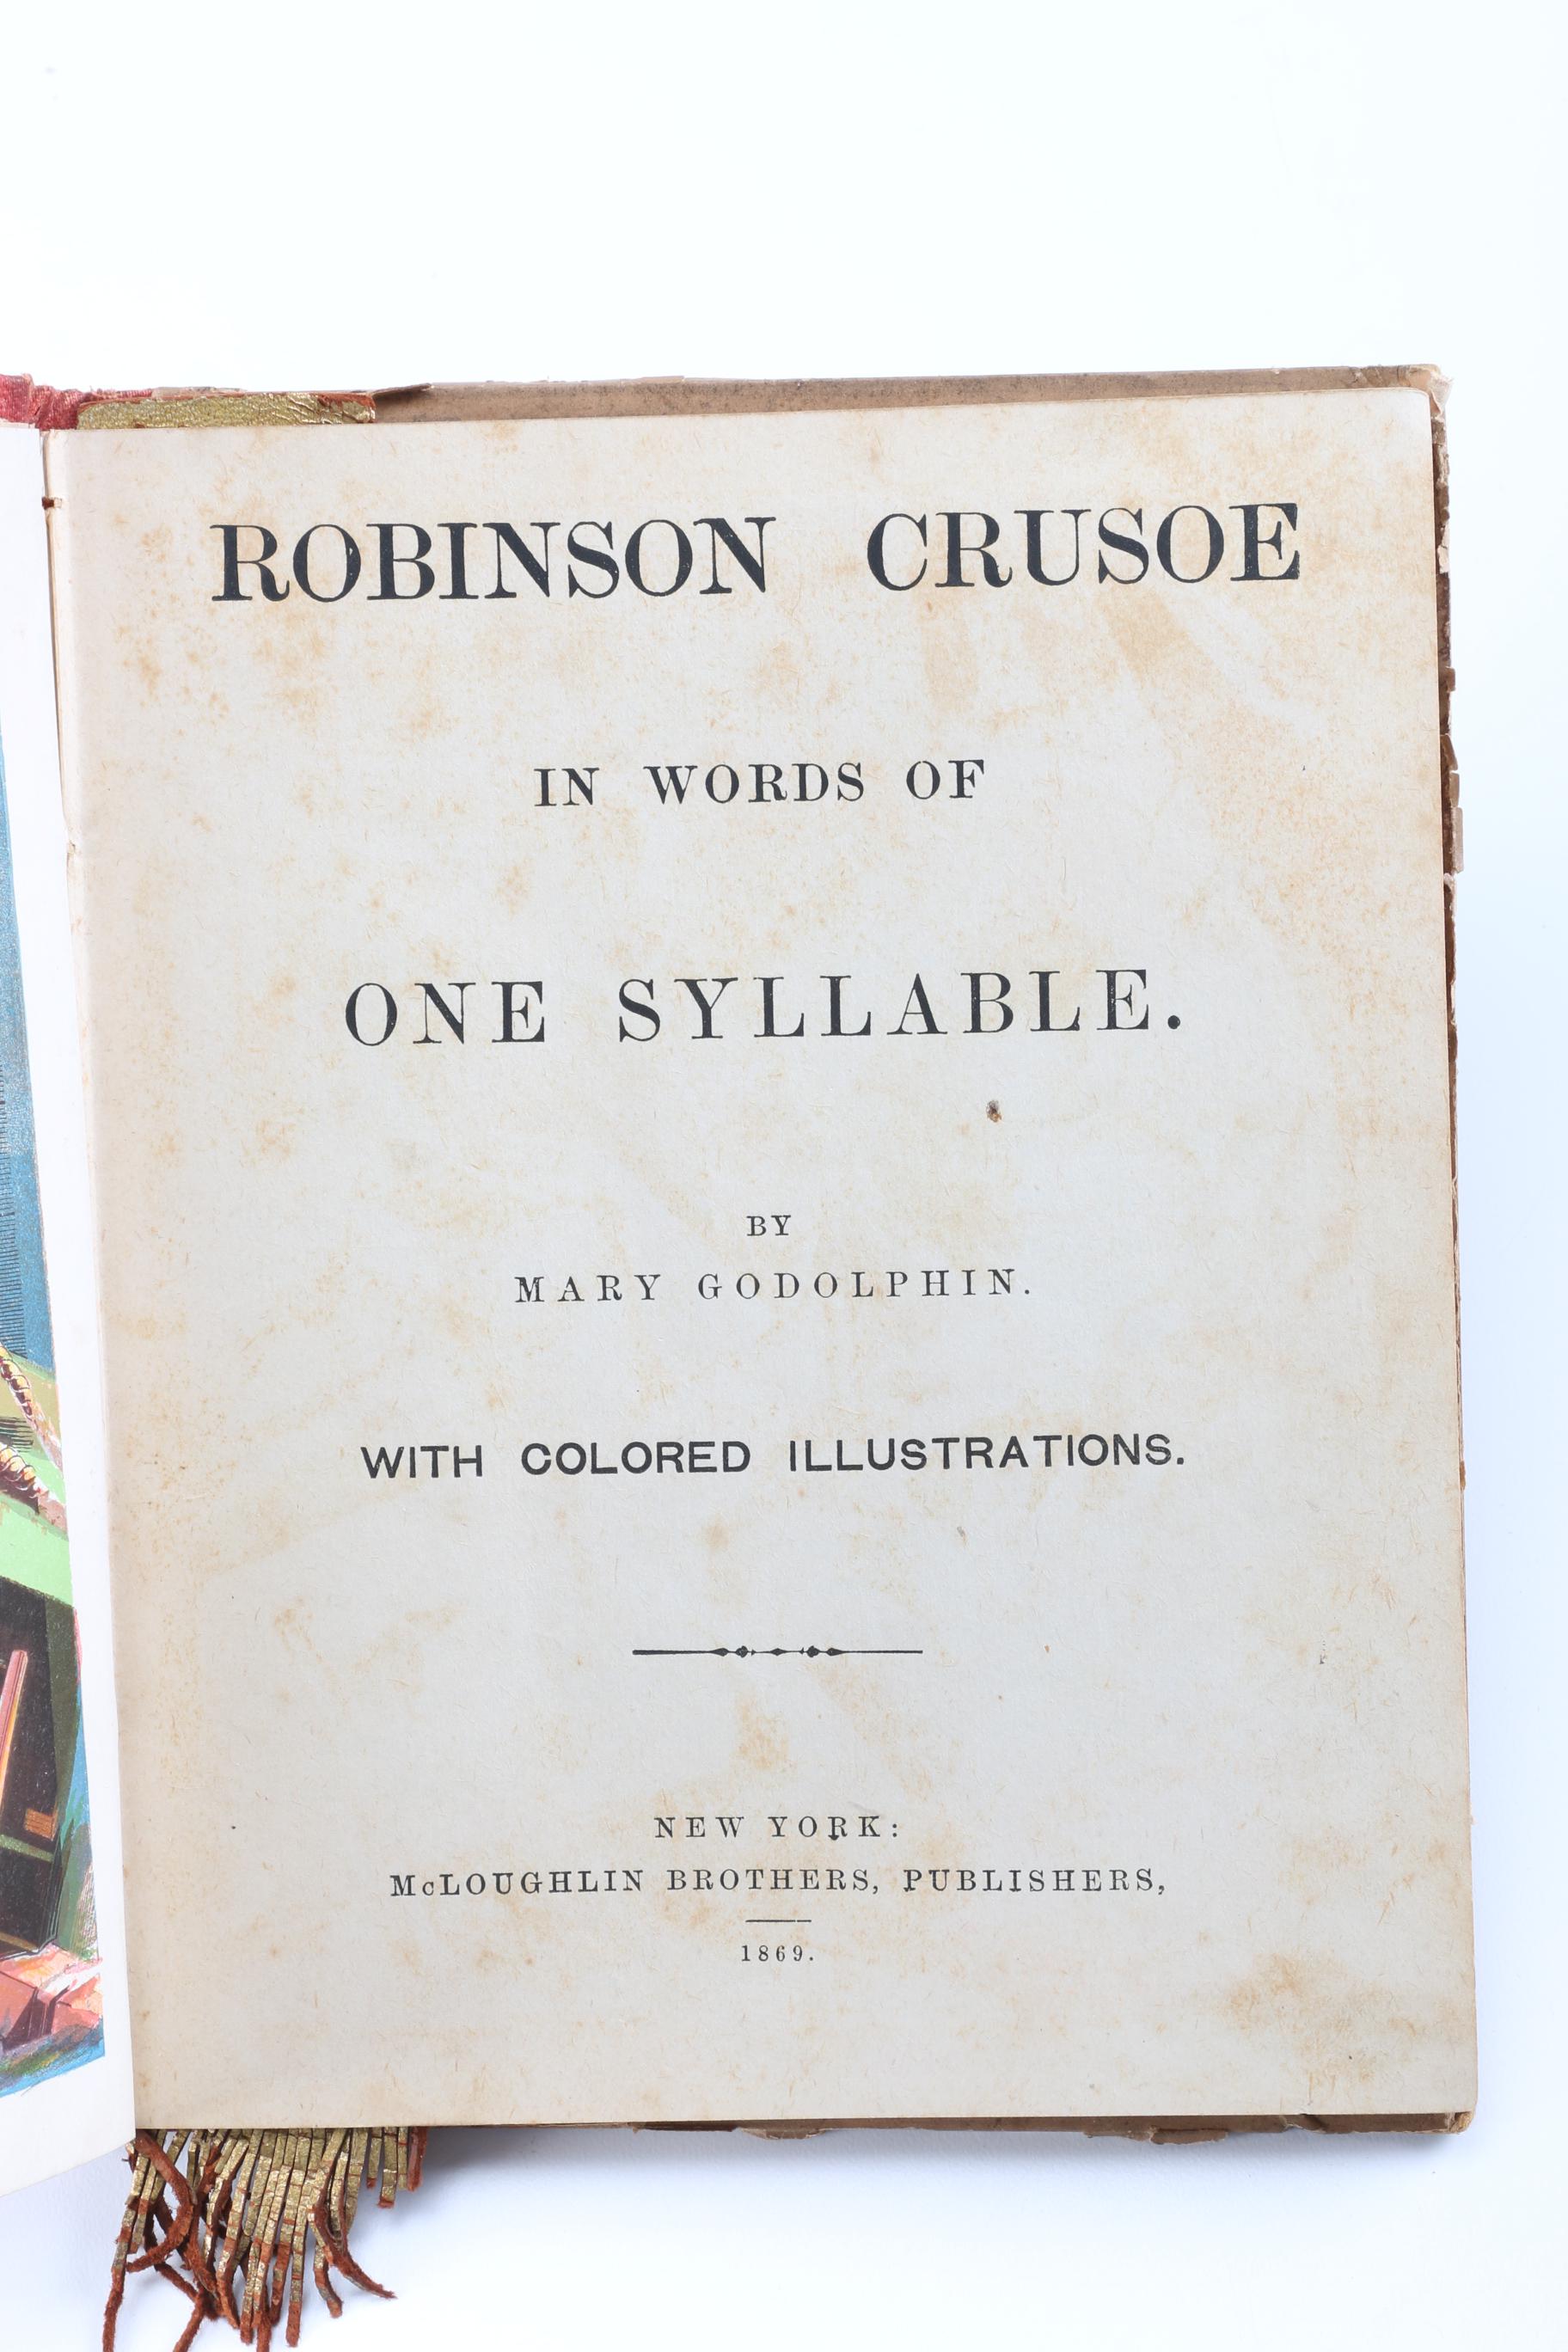 ROBINSON CRUSOE
IN WORDS OF
ONE SYLLABLE.
BY
MARY GODOLPHIN.
WITH COLORED ILLUSTRATIONS.
NEW YORK:
McLOUGHLIN BROTHERS, PUBLISHERS,
1869.